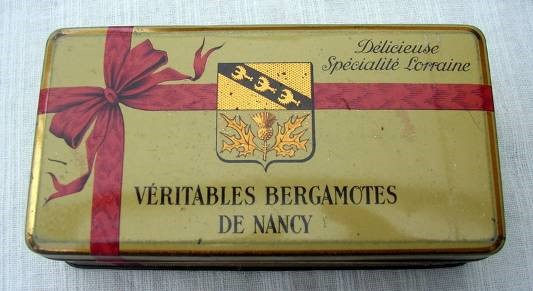 Délicieuse
Spécialité Lorraine
VÉRITABLES BERGAMOTES
DE NANCY